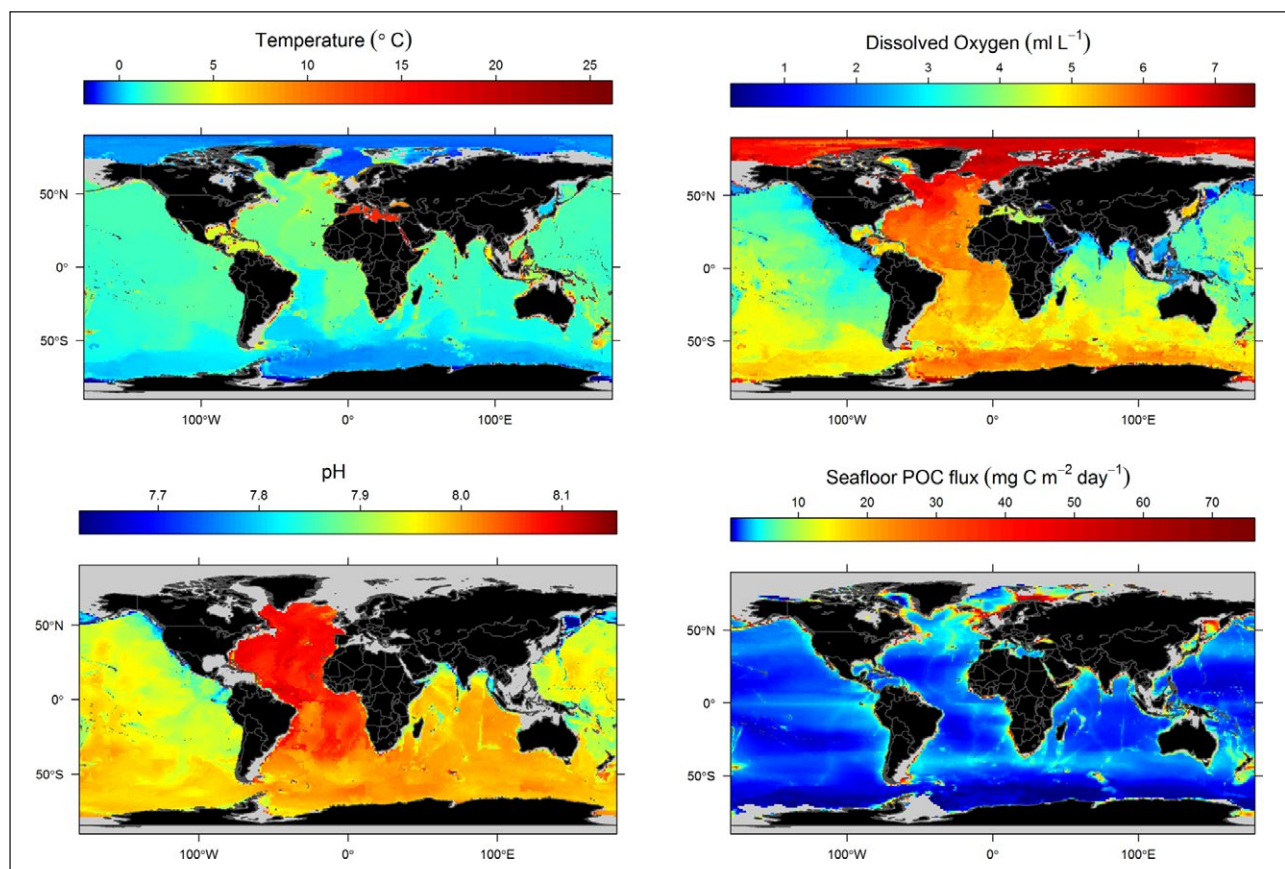 Temperature (° C)
0 5 10 15 20 25
50°N
0°
50°S
100°W 0° 100°E
Dissolved Oxygen (ml L⁻¹)
1 2 3 4 5 6 7
50°N
0°
50°S
100°W 0° 100°E
pH
7.7 7.8 7.9 8.0 8.1
50°N
0°
50°S
100°W 0° 100°E
Seafloor POC flux (mg C m⁻² day⁻¹)
10 20 30 40 50 60 70
50°N
0°
50°S
100°W 0° 100°E